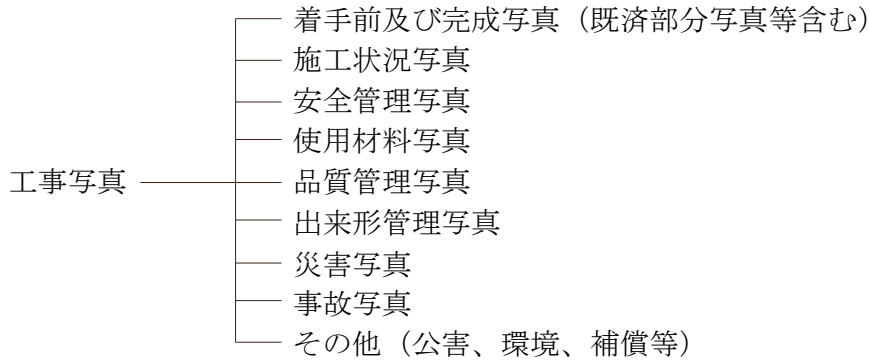 着手前及び完成写真（既済部分写真等含む）
施工状況写真
安全管理写真
使用材料写真
工事写真
品質管理写真
出来形管理写真
災害写真
事故写真
その他（公害、環境、補償等）